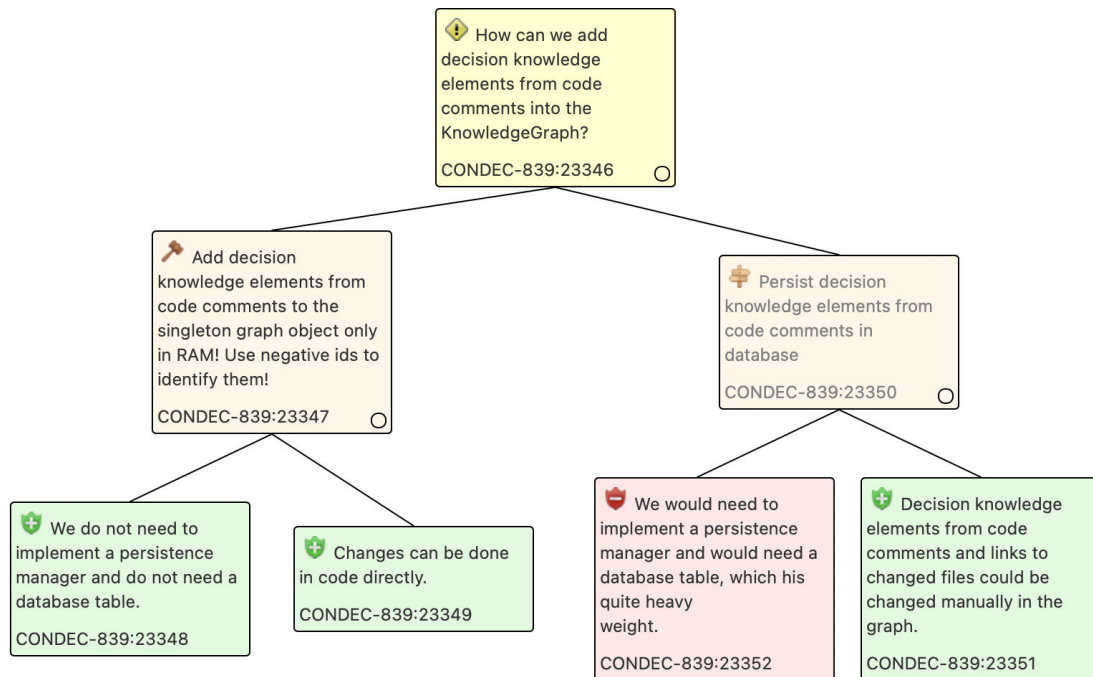 How can we add
decision knowledge
elements from code
comments into the
KnowledgeGraph?
CONDEC-839:23346
Add decision
knowledge elements from
code comments to the
singleton graph object only
in RAM! Use negative ids to
identify them!
CONDEC-839:23347
Persist decision
knowledge elements from
code comments in
database
CONDEC-839:23350
We do not need to
implement a persistence
manager and do not need a
database table.
CONDEC-839:23348
Changes can be done
in code directly.
CONDEC-839:23349
We would need to
implement a persistence
manager and would need a
database table, which his
quite heavy
weight.
CONDEC-839:23352
Decision knowledge
elements from code
comments and links to
changed files could be
changed manually in the
graph.
CONDEC-839:23351